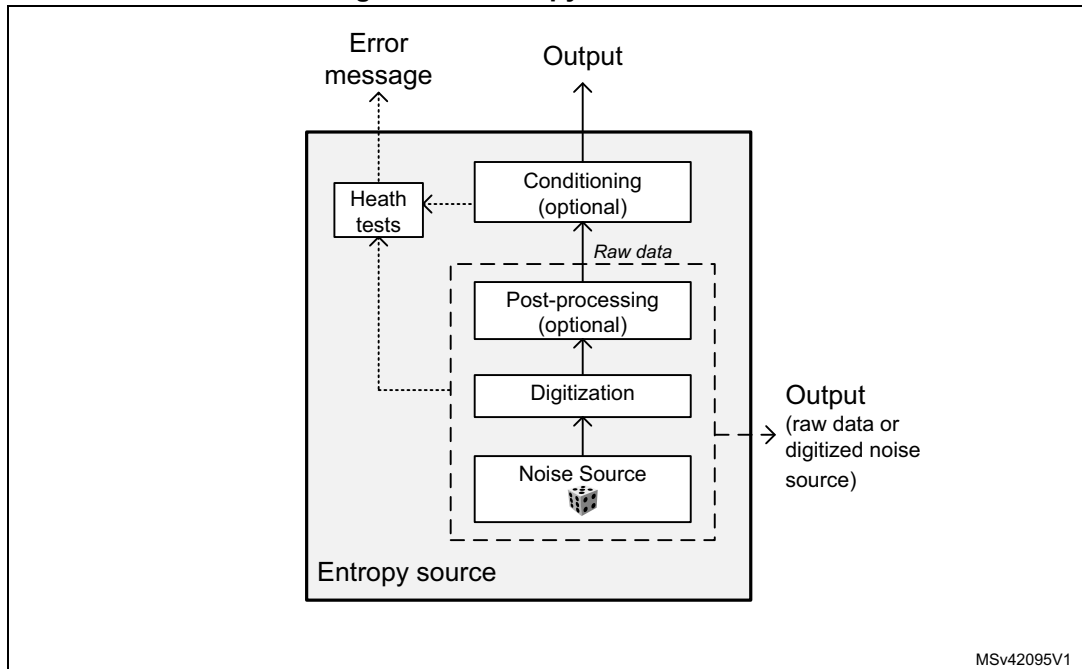 Error
message
Output
Conditioning
(optional)
Heath
tests
Raw data
Post-processing
(optional)
Digitization
Output
(raw data or
digitized noise
source)
Noise Source
Entropy source
MSv42095V1